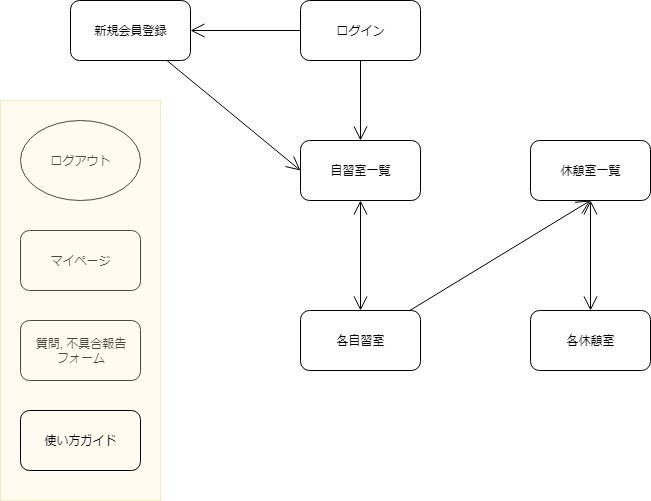 新規会員登録
ログイン
ログアウト
自習室一覧
休憩室一覧
マイページ
質問, 不具合報告
フォーム
各自習室
各休憩室
使い方ガイド